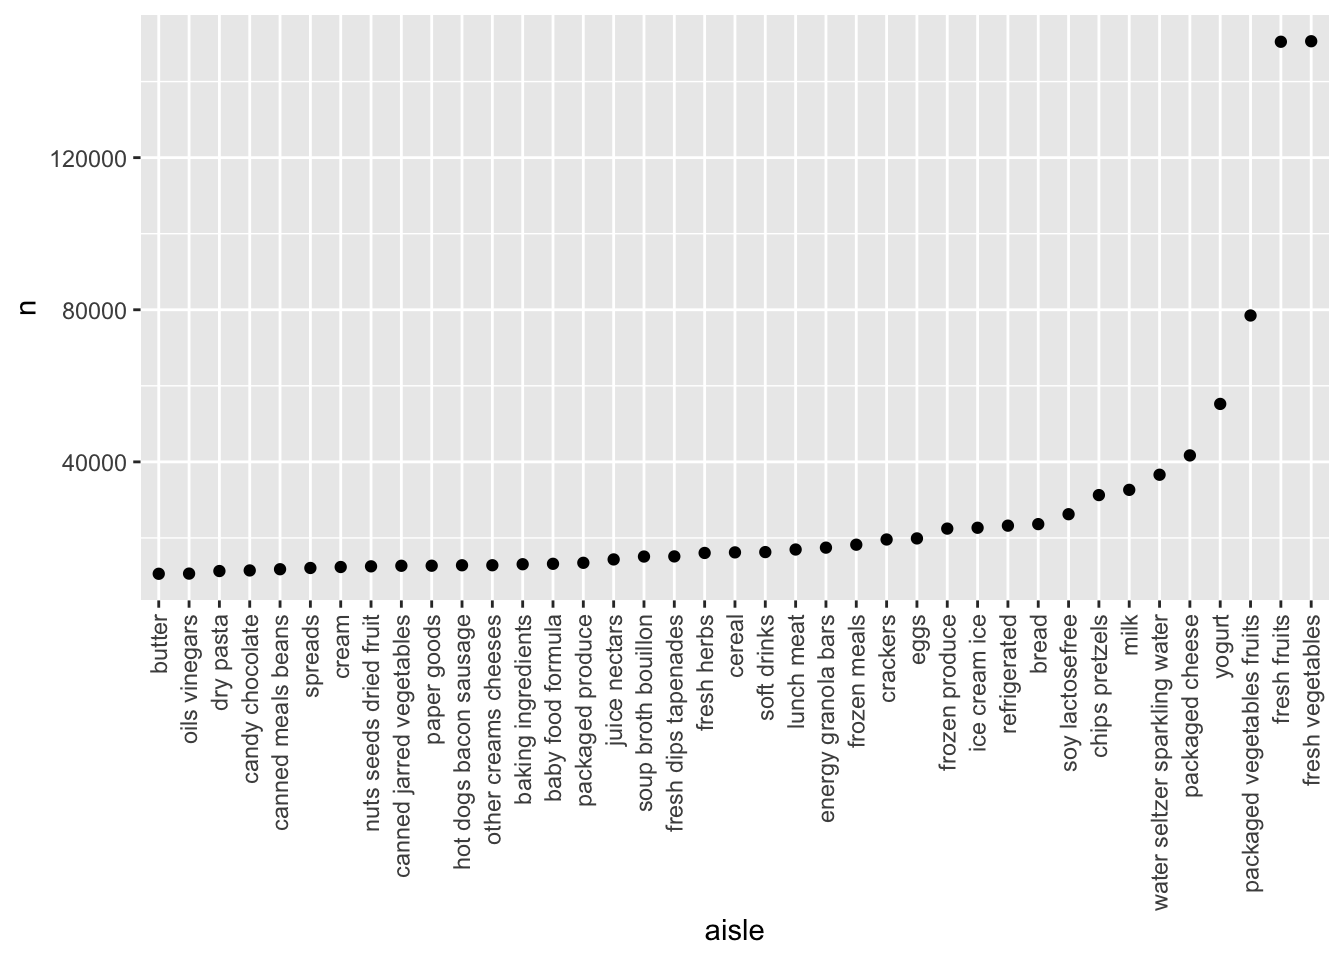 120000
80000
40000
n
butter
oils vinegars
dry pasta
candy chocolate
canned meals beans
spreads
cream
nuts seeds dried fruit
canned jarred vegetables
paper goods
hot dogs bacon sausage
other creams cheeses
baking ingredients
baby food formula
packaged produce
juice nectars
soup broth bouillon
fresh dips tapenades
fresh herbs
cereal
soft drinks
lunch meat
energy granola bars
frozen meals
crackers
eggs
frozen produce
ice cream ice
refrigerated
bread
soy lactosefree
chips pretzels
milk
water seltzer sparkling water
packaged cheese
yogurt
packaged vegetables fruits
fresh fruits
fresh vegetables
aisle